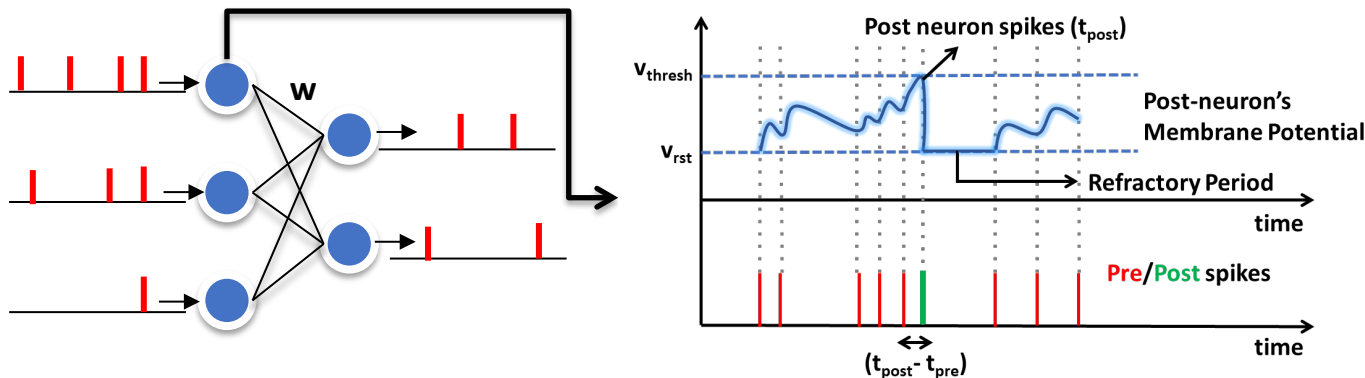 W
Post neuron spikes (tpost)
vthresh
Post-neuron's
Membrane Potential
vrst
Refractory Period
time
Pre/Post spikes
time
(tpost- tpre)